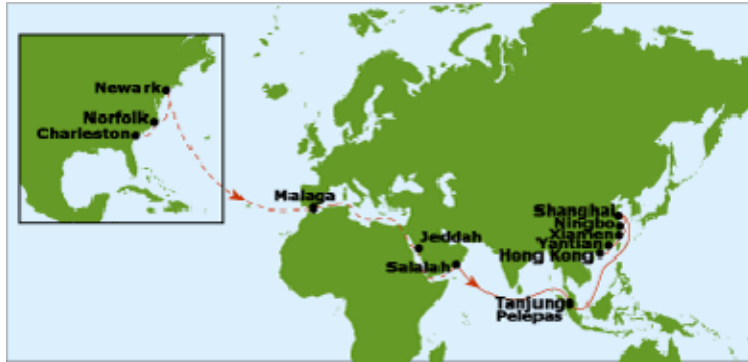 Newark
Norfolk
Charleston
Malaga
Jeddah
Salalah
Shanghai
Ningbo
Xiamen
Yantian
Hong Kong
Tanjung
Pelepas